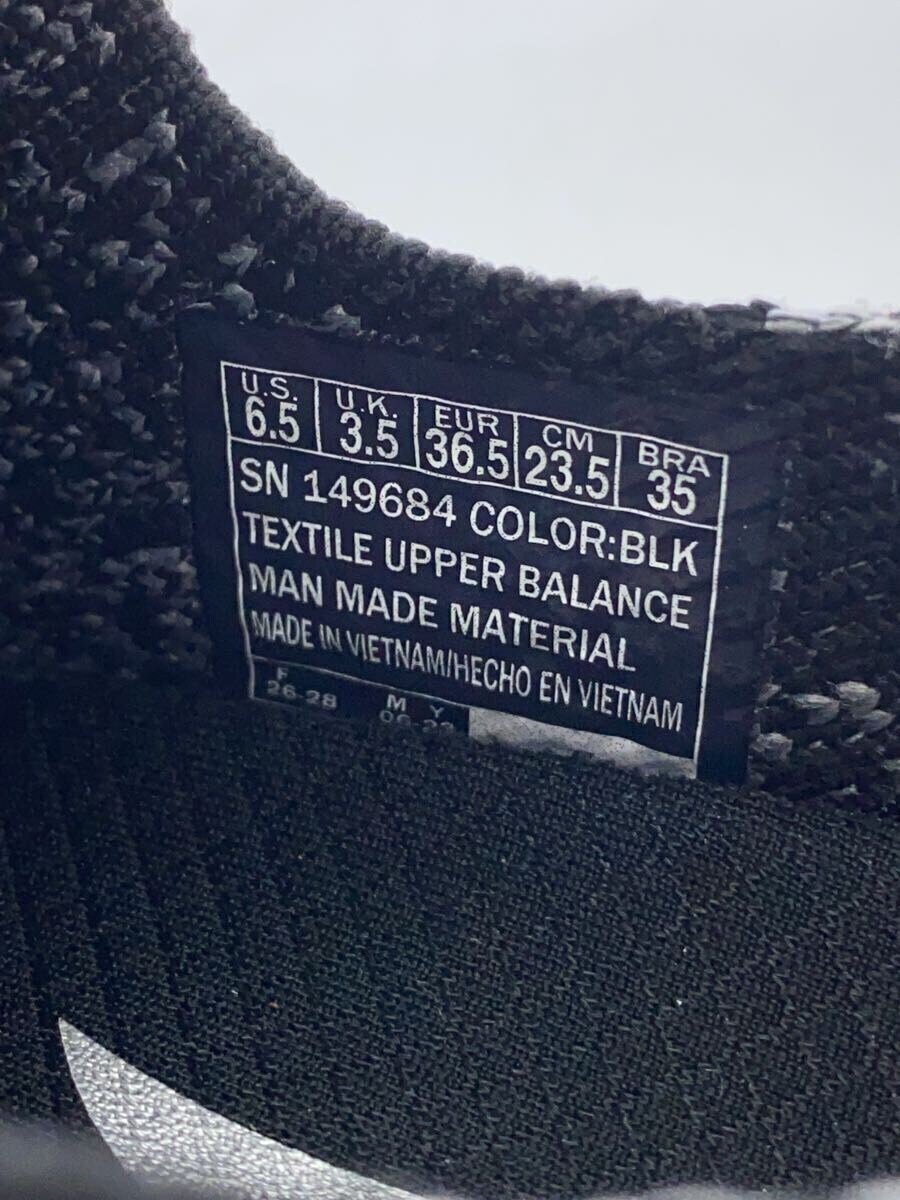 U.S. U.K. EUR CM BRA
6.5 3.5 36.5 23.5 35
SN 149684 COLOR:BLK
TEXTILE UPPER BALANCE
MAN MADE MATERIAL
MADE IN VIETNAM/HECHO EN VIETNAM
F M Y
26.28